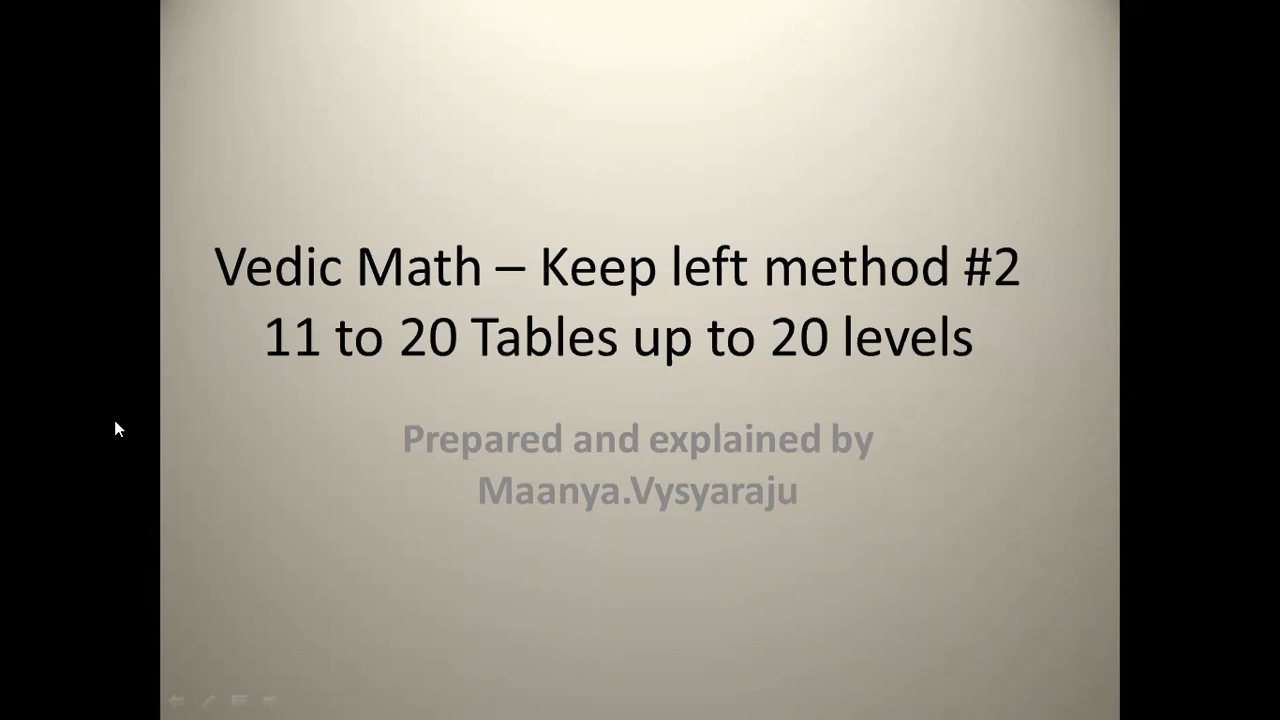 Vedic Math – Keep left method #2
11 to 20 Tables up to 20 levels
Prepared and explained by
Maanya.Vysyaraju